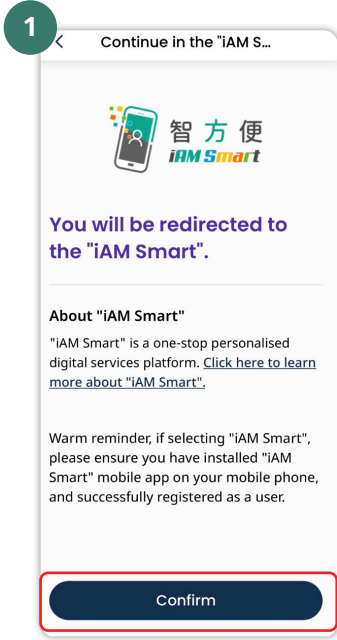 1
Continue in the "iAM S...
智方便
iAM Smart
You will be redirected to
the "iAM Smart".
About "iAM Smart"
"iAM Smart" is a one-stop personalised
digital services platform. Click here to learn
more about "iAM Smart".
Warm reminder, if selecting "iAM Smart",
please ensure you have installed "iAM
Smart" mobile app on your mobile phone,
and successfully registered as a user.
Confirm